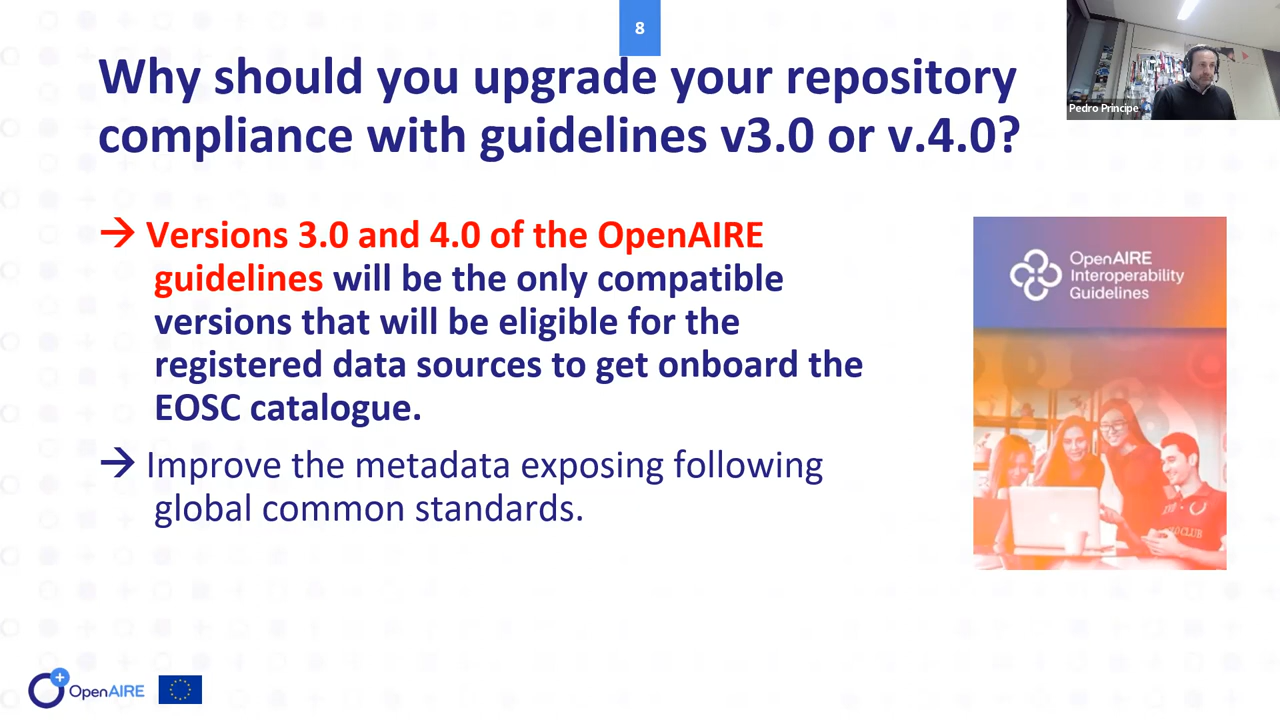 8
Why should you upgrade your repository
compliance with guidelines v3.0 or v.4.0?
Pedro Principe
→ Versions 3.0 and 4.0 of the OpenAIRE
guidelines will be the only compatible
versions that will be eligible for the
registered data sources to get onboard the
EOSC catalogue.
→ Improve the metadata exposing following
global common standards.
OpenAIRE
Interoperability
Guidelines
CLUB
OpenAIRE